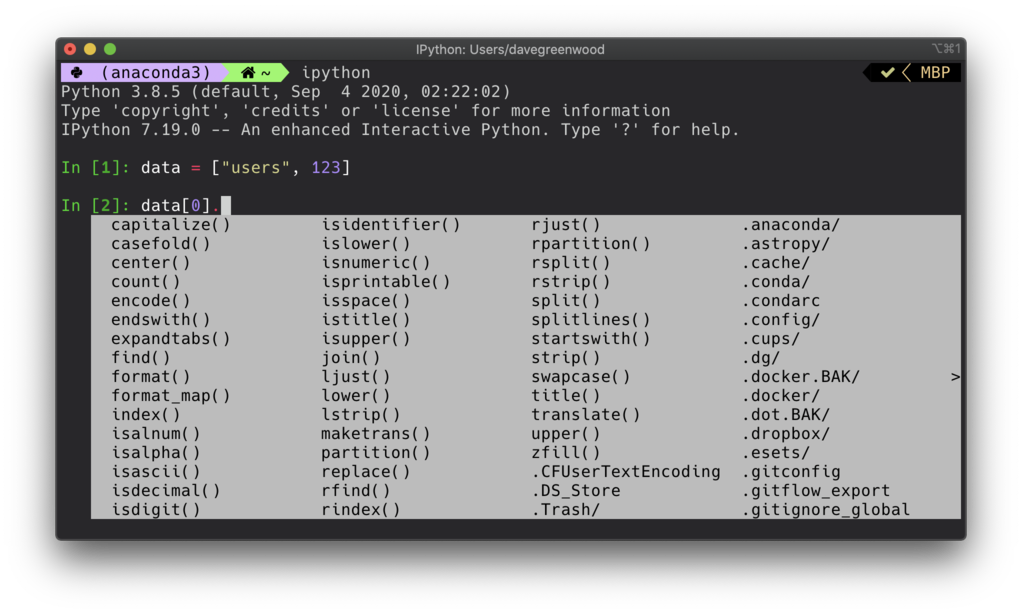 IPython: Users/davegreenwood
⌥⌘1
(anaconda3) ~ ipython MBP
Python 3.8.5 (default, Sep  4 2020, 02:22:02)
Type 'copyright', 'credits' or 'license' for more information
IPython 7.19.0 -- An enhanced Interactive Python. Type '?' for help.
In [1]: data = ["users", 123]
In [2]: data[0].
capitalize() isidentifier() rjust() .anaconda/
casefold() islower() rpartition() .astropy/
center() isnumeric() rsplit() .cache/
count() isprintable() rstrip() .conda/
encode() isspace() split() .condarc
endswith() istitle() splitlines() .config/
expandtabs() isupper() startswith() .cups/
find() join() strip() .dg/
format() ljust() swapcase() .docker.BAK/ >
format_map() lower() title() .docker/
index() lstrip() translate() .dot.BAK/
isalnum() maketrans() upper() .dropbox/
isalpha() partition() zfill() .esets/
isascii() replace() .CFUserTextEncoding .gitconfig
isdecimal() rfind() .DS_Store .gitflow_export
isdigit() rindex() .Trash/ .gitignore_global